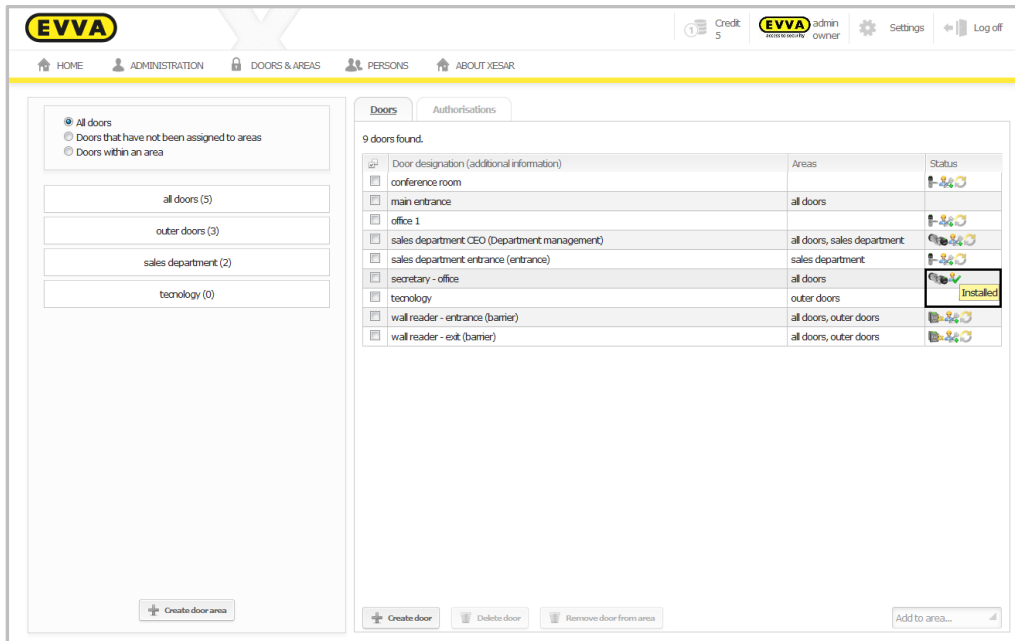 EVVA
Credit
5
EVVA
access to security
admin
owner
Settings
Log off
HOME
ADMINISTRATION
DOORS & AREAS
PERSONS
ABOUT XESAR
All doors
Doors that have not been assigned to areas
Doors within an area
all doors (5)
outer doors (3)
sales department (2)
tecnology (0)
Create door area
Doors
Authorisations
9 doors found.
Door designation (additional information) Areas Status
conference room
main entrance all doors
office 1
sales department CEO (Department management) all doors, sales department
sales department entrance (entrance) sales department
secretary - office all doors
Installed
tecnology outer doors
wall reader - entrance (barrier) all doors, outer doors
wall reader - exit (barrier) all doors, outer doors
Create door
Delete door
Remove door from area
Add to area...